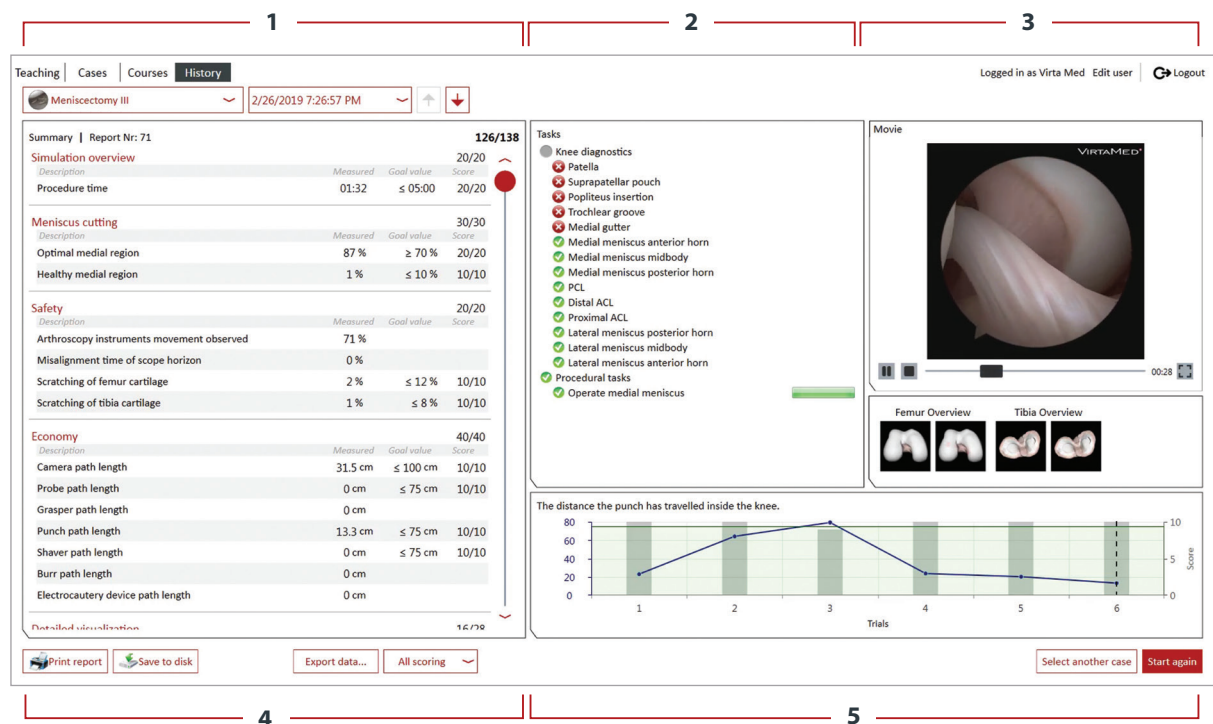 1 2 3
Teaching Cases Courses History
Logged in as Virta Med Edit user Logout
Meniscectomy III 2/26/2019 7:26:57 PM
Summary | Report Nr: 71 126/138
Simulation overview 20/20
Description Measured Goal value Score
Procedure time 01:32 ≤ 05:00 20/20
Meniscus cutting 30/30
Description Measured Goal value Score
Optimal medial region 87 % ≥ 70 % 20/20
Healthy medial region 1 % ≤ 10 % 10/10
Safety 20/20
Description Measured Goal value Score
Arthroscopy instruments movement observed 71 %
Misalignment time of scope horizon 0 %
Scratching of femur cartilage 2 % ≤ 12 % 10/10
Scratching of tibia cartilage 1 % ≤ 8 % 10/10
Economy 40/40
Description Measured Goal value Score
Camera path length 31.5 cm ≤ 100 cm 10/10
Probe path length 0 cm ≤ 75 cm 10/10
Grasper path length 0 cm
Punch path length 13.3 cm ≤ 75 cm 10/10
Shaver path length 0 cm ≤ 75 cm 10/10
Burr path length 0 cm
Electrocautery device path length 0 cm
Detailed visualization 16/28
Tasks
Knee diagnostics
Patella
Suprapatellar pouch
Popliteus insertion
Trochlear groove
Medial gutter
Medial meniscus anterior horn
Medial meniscus midbody
Medial meniscus posterior horn
PCL
Distal ACL
Proximal ACL
Lateral meniscus posterior horn
Lateral meniscus midbody
Lateral meniscus anterior horn
Procedural tasks
Operate medial meniscus
Movie
VIRTAMED
00:28
Femur Overview Tibia Overview
The distance the punch has travelled inside the knee.
80 10
60
40 5
20
0 0
Score
1 2 3 4 5 6
Trials
Print report Save to disk Export data... All scoring
Select another case Start again
4 5